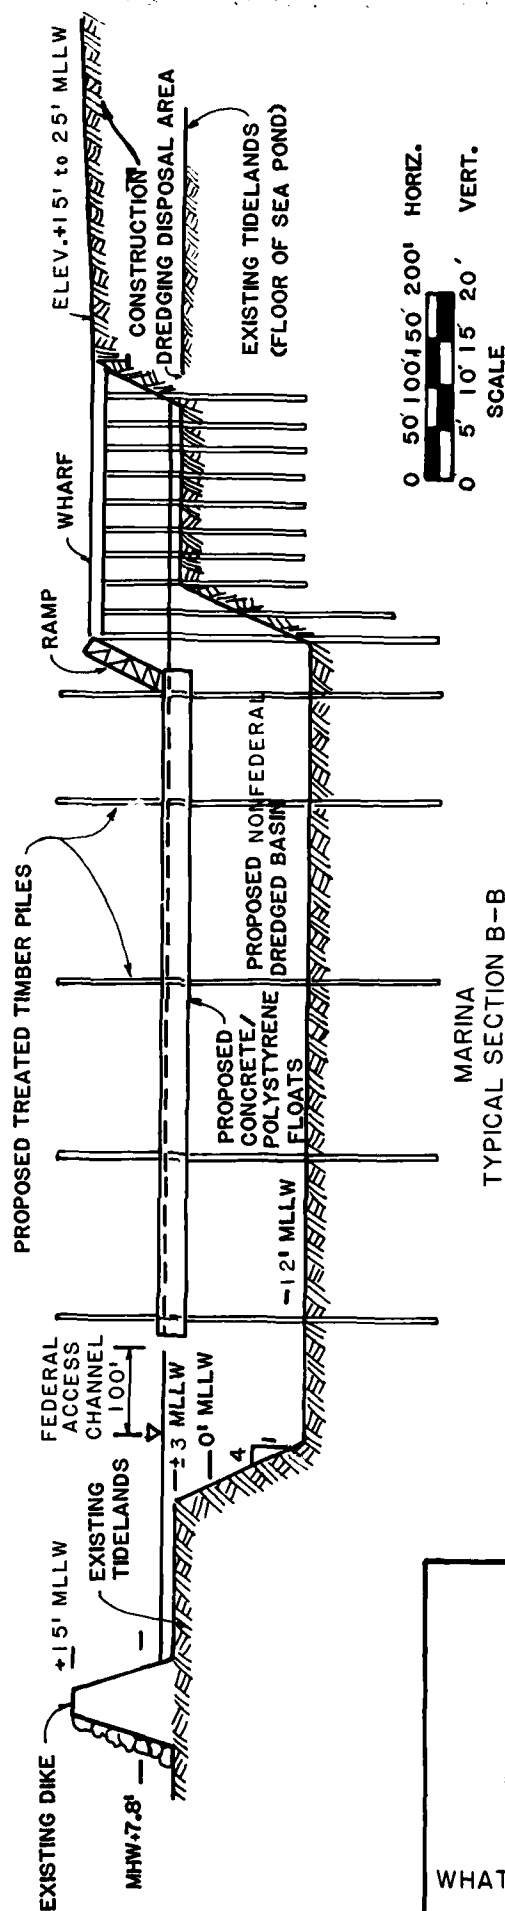 EXISTING DIKE
MHW+7.8'
+15' MLLW
EXISTING
TIDELANDS
FEDERAL
ACCESS
CHANNEL
100'
±3 MLLW
0' MLLW
4
1
-12' MLLW
PROPOSED TREATED TIMBER PILES
PROPOSED
CONCRETE/
POLYSTYRENE
FLOATS
PROPOSED NONFEDERAL
DREDGED BASIN
RAMP
WHARF
ELEV.+15' to 25' MLLW
CONSTRUCTION
DREDGING DISPOSAL AREA
EXISTING TIDELANDS
(FLOOR OF SEA POND)
0 50' 100' 150' 200' HORIZ.
0 5' 10' 15' 20' VERT.
SCALE
MARINA
TYPICAL SECTION B-B
WHAT